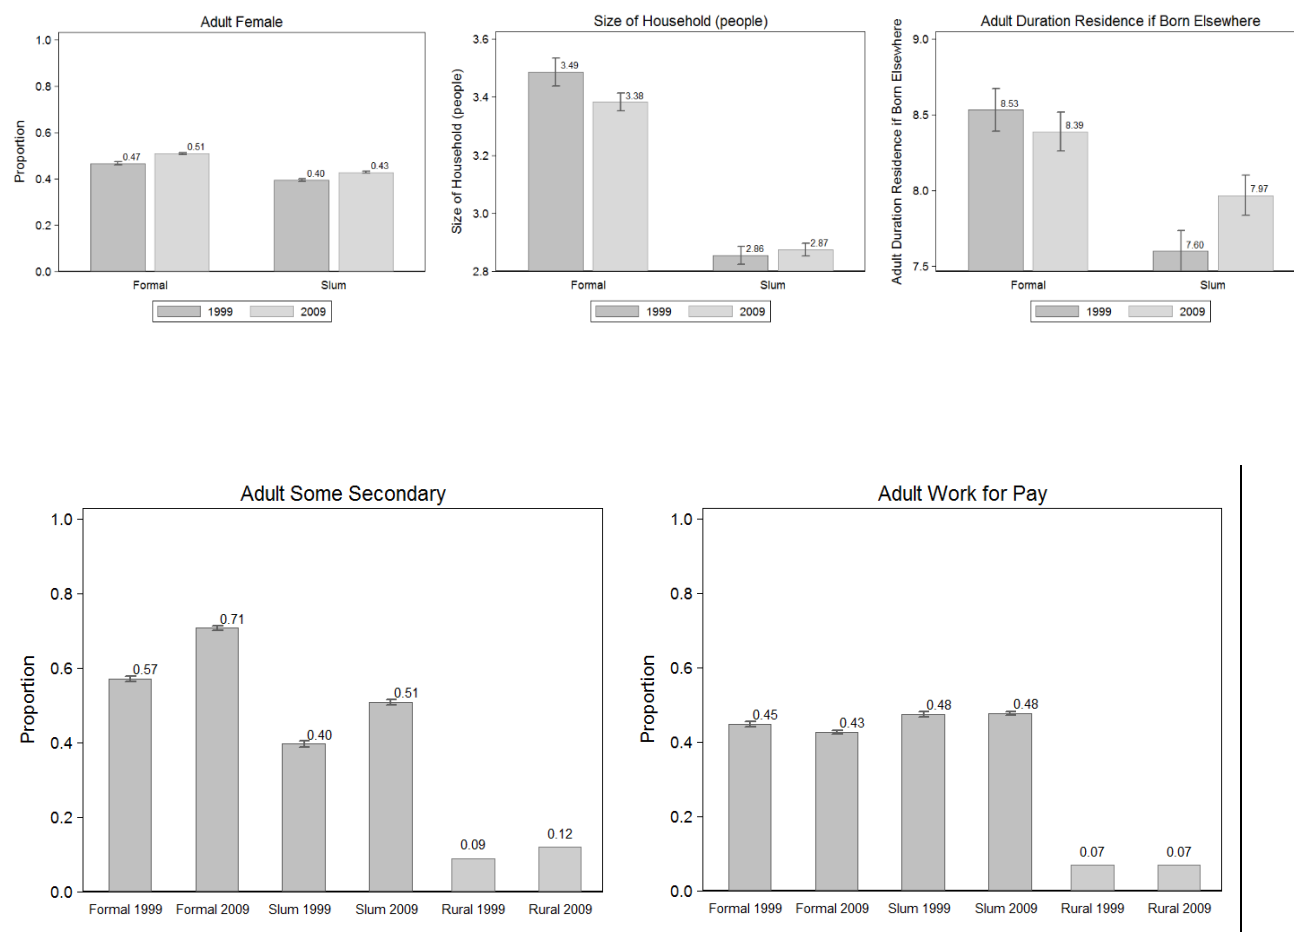 Adult Female
Proportion
1.0
0.8
0.6
0.4
0.2
0.0
0.47
0.51
0.40
0.43
Formal
Slum
1999
2009
Size of Household (people)
Size of Household (people)
3.6
3.4
3.2
3.0
2.8
3.49
3.38
2.86
2.87
Formal
Slum
1999
2009
Adult Duration Residence if Born Elsewhere
Adult Duration Residence if Born Elsewhere
9.0
8.5
8.0
7.5
8.53
8.39
7.60
7.97
Formal
Slum
1999
2009
Adult Some Secondary
Proportion
1.0
0.8
0.6
0.4
0.2
0.0
0.57
0.71
0.40
0.51
0.09
0.12
Formal 1999
Formal 2009
Slum 1999
Slum 2009
Rural 1999
Rural 2009
Adult Work for Pay
Proportion
1.0
0.8
0.6
0.4
0.2
0.0
0.45
0.43
0.48
0.48
0.07
0.07
Formal 1999
Formal 2009
Slum 1999
Slum 2009
Rural 1999
Rural 2009